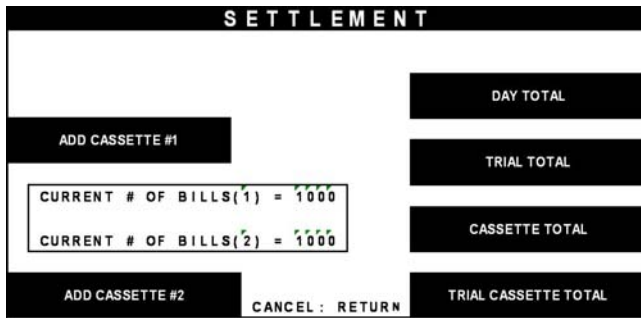 SETTLEMENT
DAY TOTAL
ADD CASSETTE #1
TRIAL TOTAL
CURRENT # OF BILLS(1) = 1000
CASSETTE TOTAL
CURRENT # OF BILLS(2) = 1000
ADD CASSETTE #2
CANCEL: RETURN
TRIAL CASSETTE TOTAL